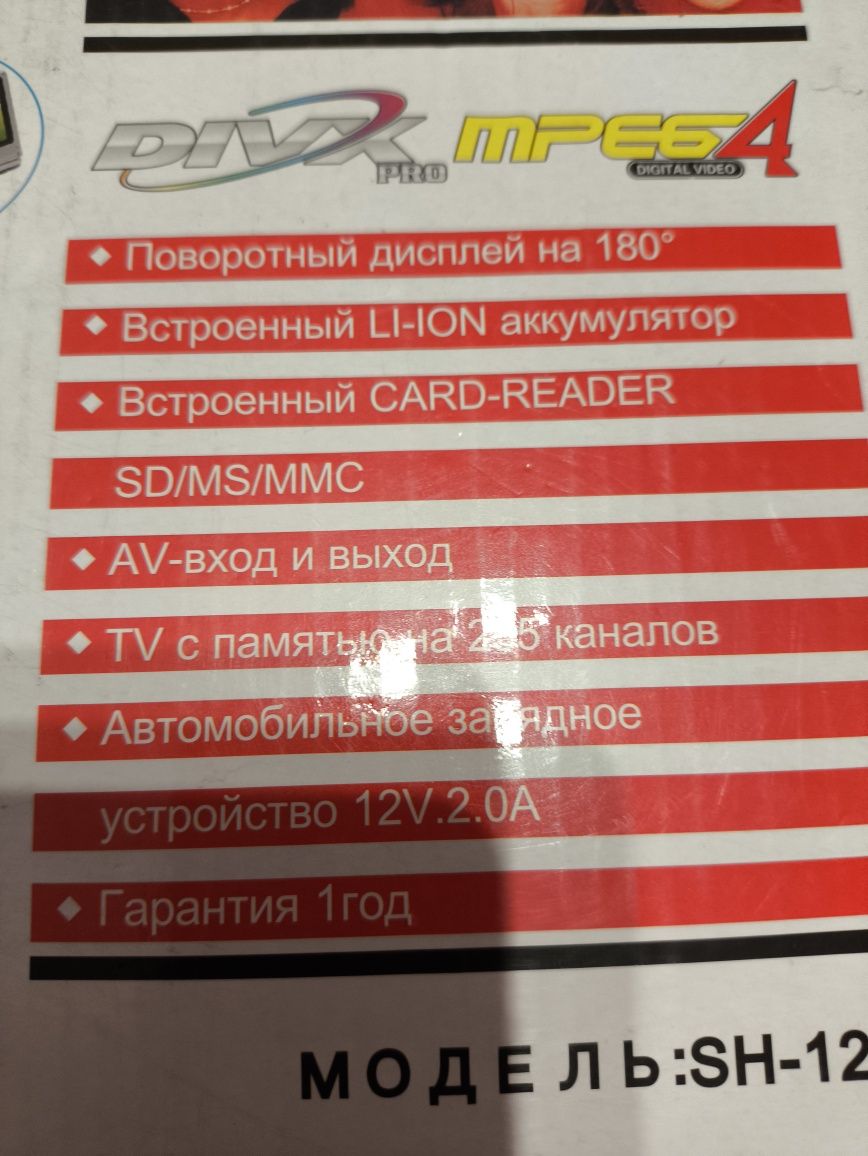 DIVX
PRO
MPEG4
DIGITAL VIDEO
Поворотный дисплей на 180°
Встроенный LI-ION аккумулятор
Встроенный CARD-READER
SD/MS/MMC
AV-вход и выход
TV с памятью на каналов
Автомобильное зарядное
устройство 12V.2.0A
Гарантия 1год
МОДЕЛЬ:SH-12